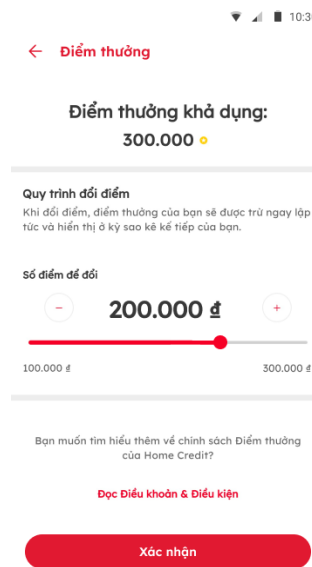 10:30
Điểm thưởng
Điểm thưởng khả dụng:
300.000
Quy trình đổi điểm
Khi đổi điểm, điểm thưởng của bạn sẽ được trừ ngay lập
tức và hiển thị ở kỳ sao kê kế tiếp của bạn.
Số điểm để đổi
- 200.000 ₫ +
100.000 ₫ 300.000 ₫
Bạn muốn tìm hiểu thêm về chính sách Điểm thưởng
của Home Credit?
Đọc Điều khoản & Điều kiện
Xác nhận